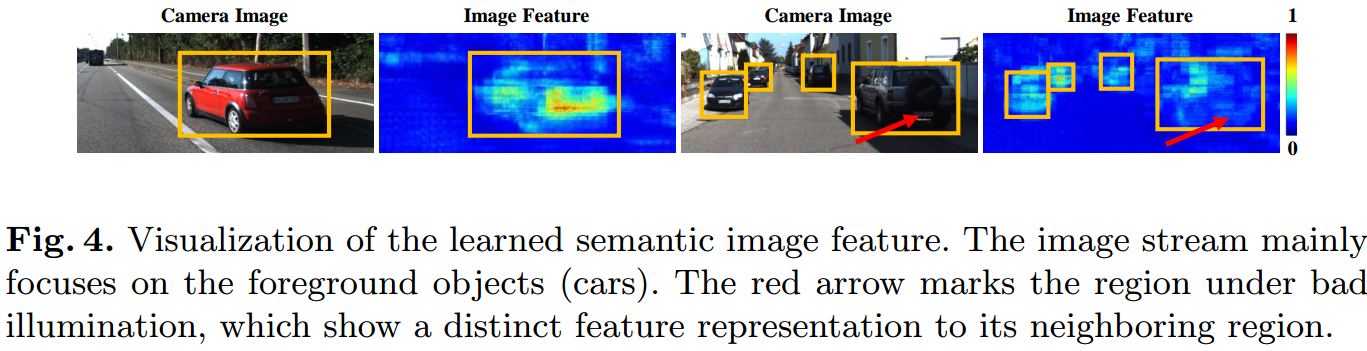 Camera Image Image Feature Camera Image Image Feature 1
0
Fig. 4. Visualization of the learned semantic image feature. The image stream mainly
focuses on the foreground objects (cars). The red arrow marks the region under bad
illumination, which show a distinct feature representation to its neighboring region.